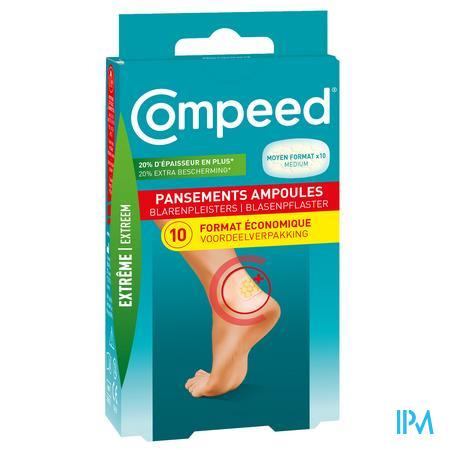 Compeed®
20% D'ÉPAISSEUR EN PLUS*
20% EXTRA BESCHERMING*
MOYEN FORMAT x10
MEDIUM
PANSEMENTS AMPOULES
BLARENPLEISTERS | BLASENPFLASTER
10
FORMAT ÉCONOMIQUE
VOORDEELVERPAKKING
EXTRÊME | EXTREEM
IPM